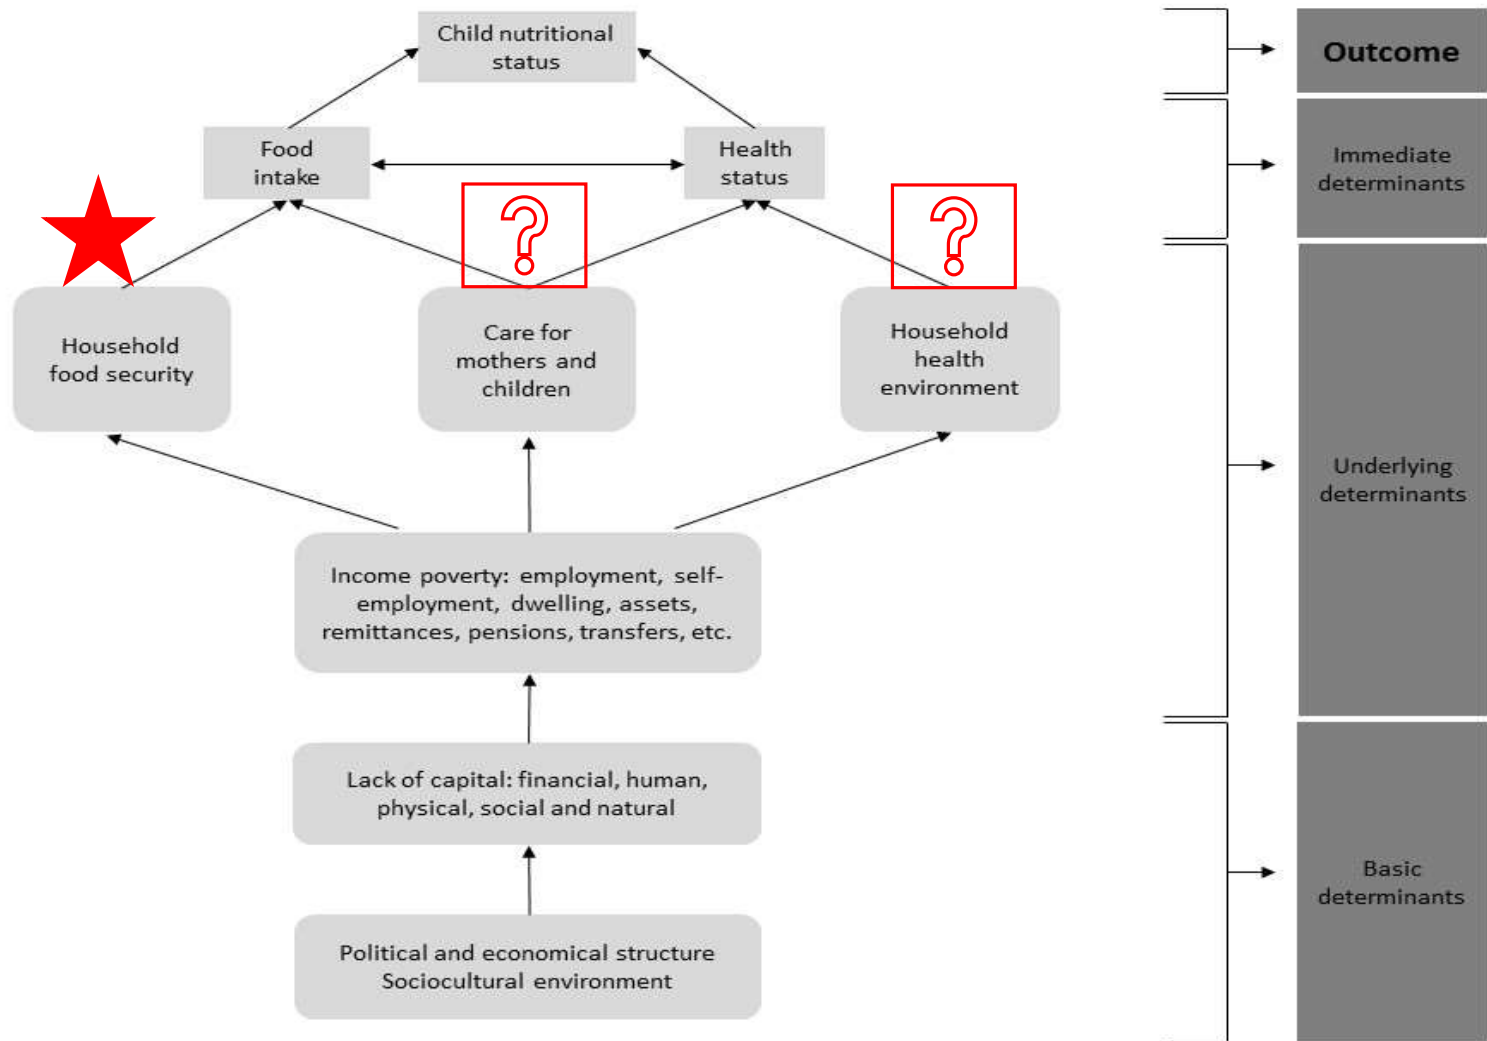 Child nutritional
status
Outcome
Food
intake
Health
status
Immediate
determinants
?
?
Household
food security
Care for
mothers and
children
Household
health
environment
Underlying
determinants
Income poverty: employment, self-
employment, dwelling, assets,
remittances, pensions, transfers, etc.
Lack of capital: financial, human,
physical, social and natural
Basic
determinants
Political and economical structure
Sociocultural environment